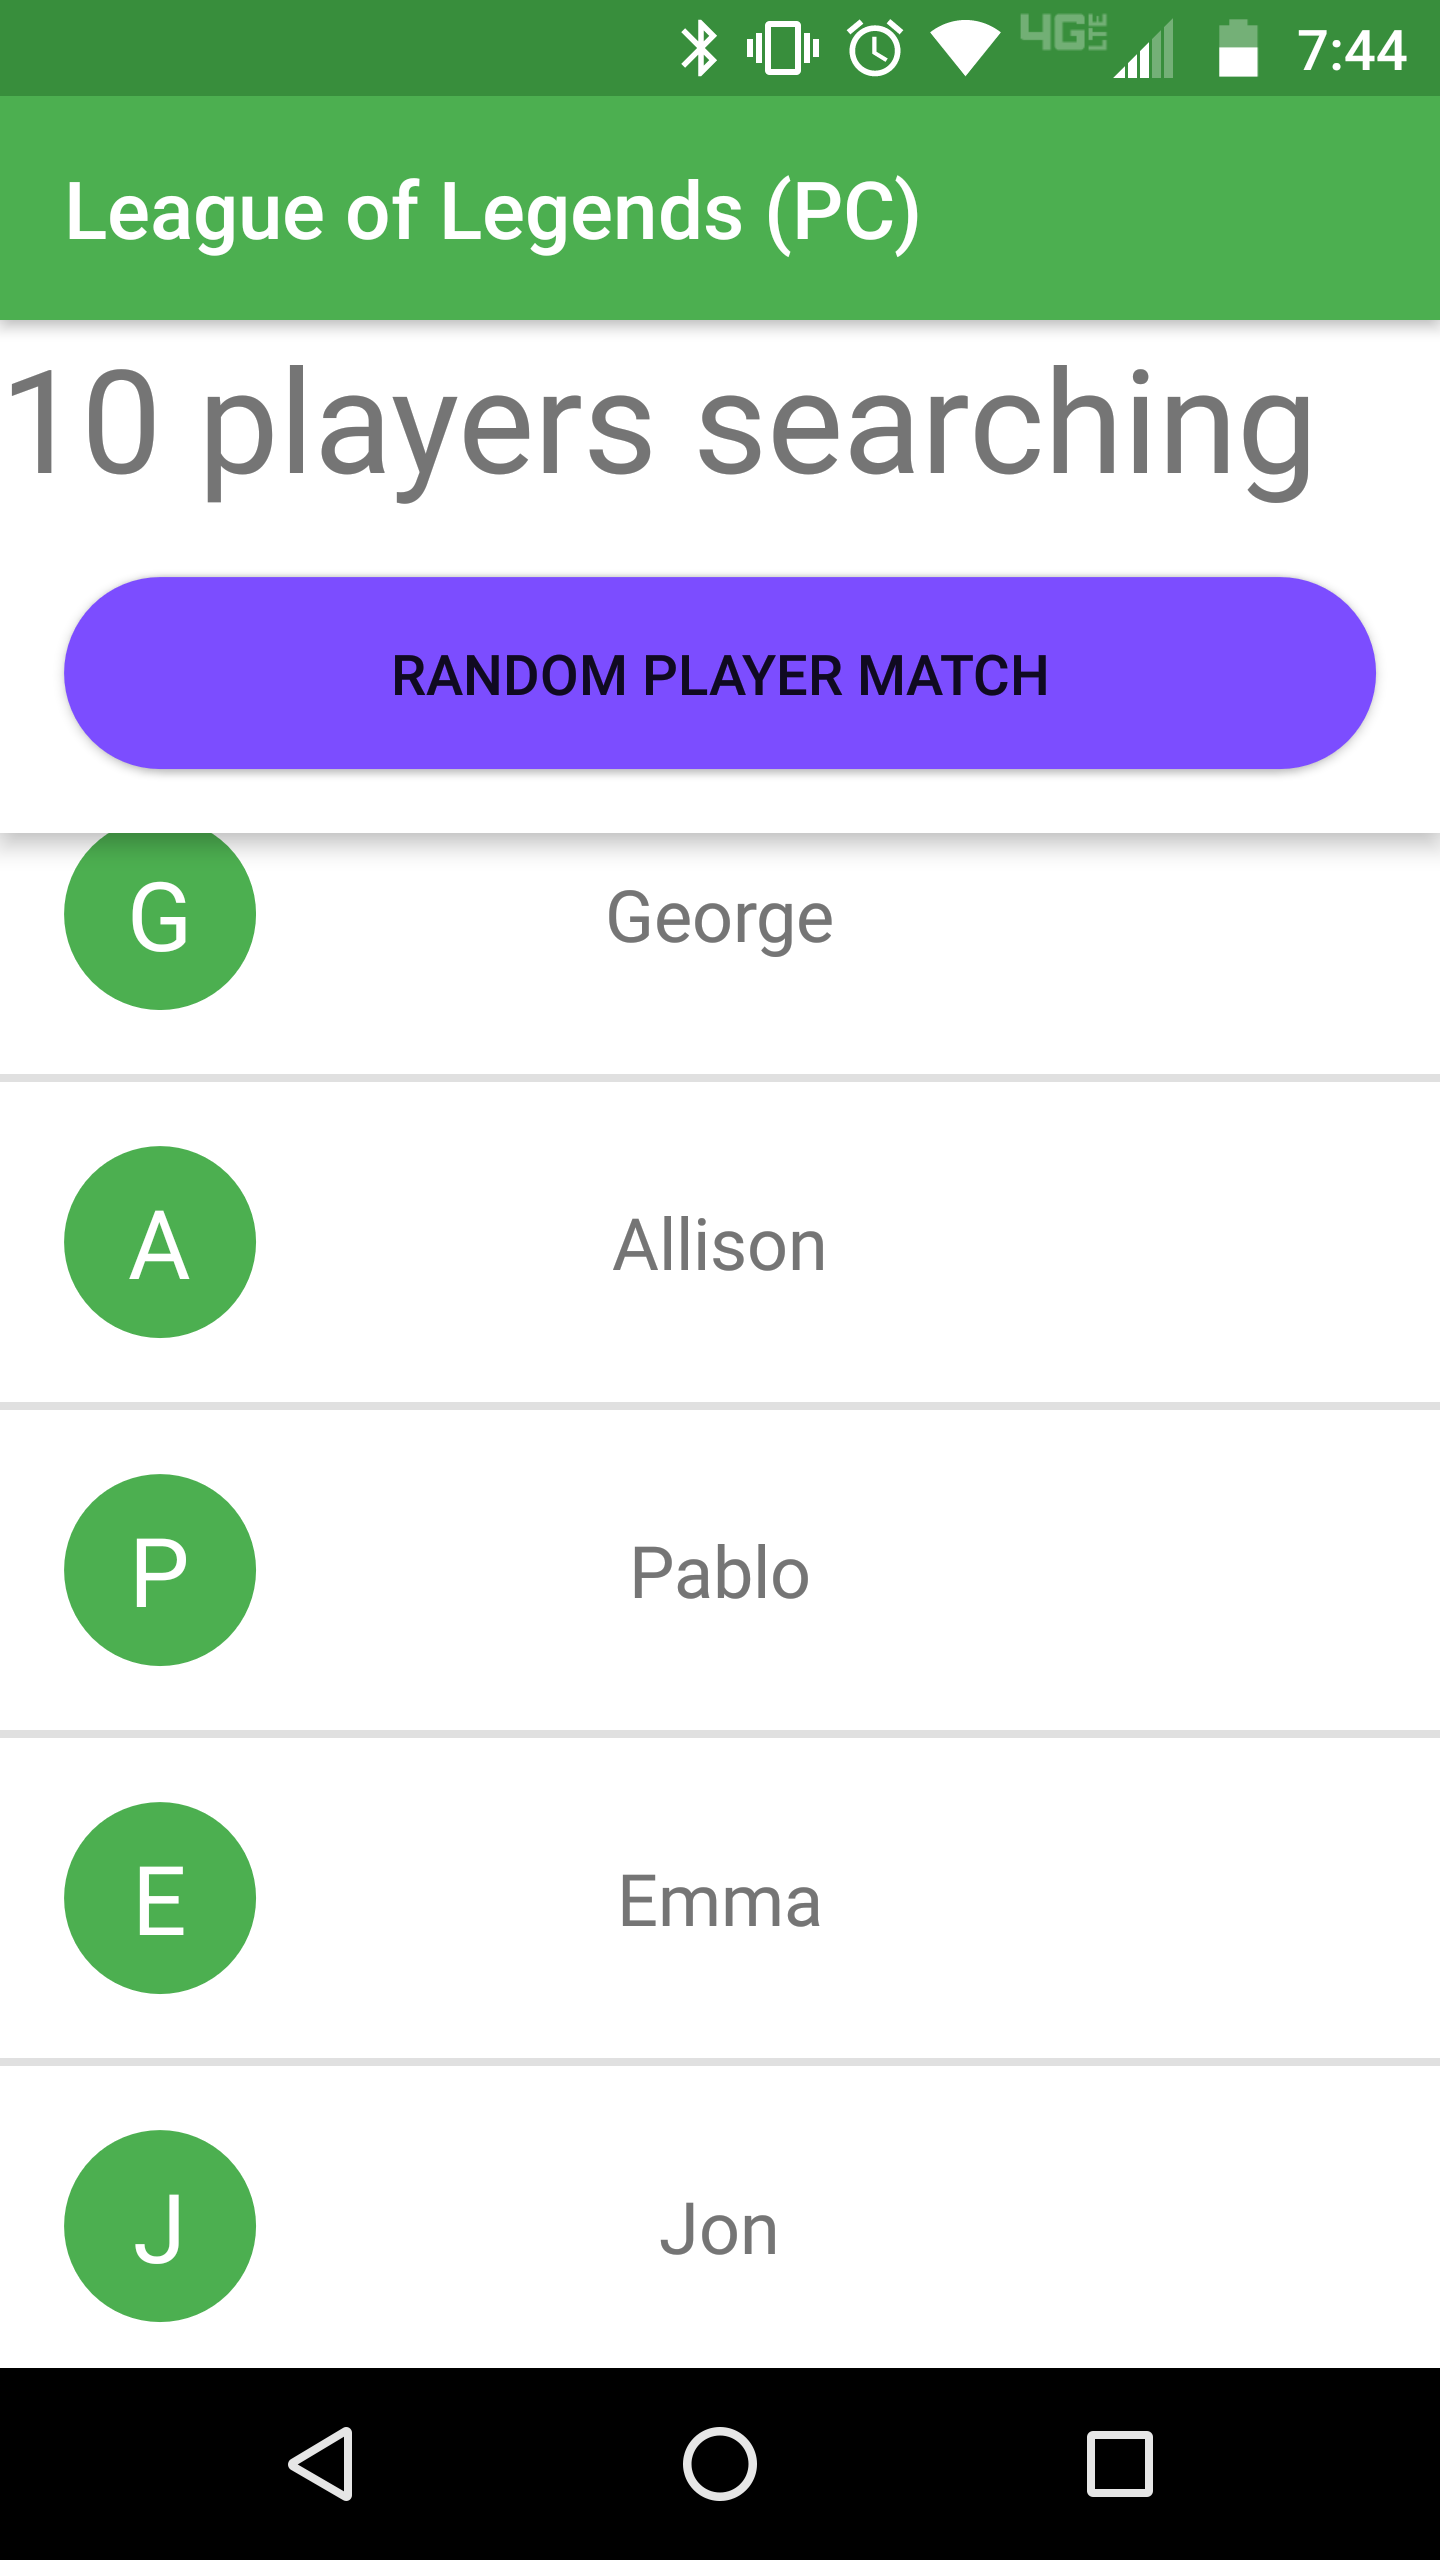 4G LTE 7:44
League of Legends (PC)
10 players searching
RANDOM PLAYER MATCH
G George
A Allison
P Pablo
E Emma
J Jon